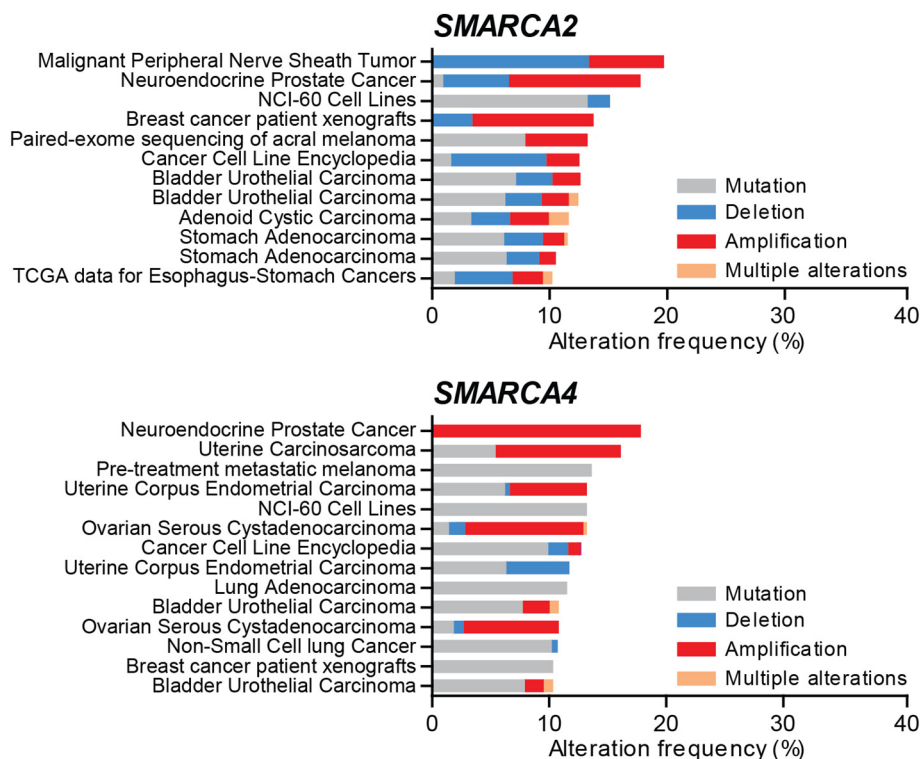 SMARCA2
Malignant Peripheral Nerve Sheath Tumor
Neuroendocrine Prostate Cancer
NCI-60 Cell Lines
Breast cancer patient xenografts
Paired-exome sequencing of acral melanoma
Cancer Cell Line Encyclopedia
Bladder Urothelial Carcinoma
Bladder Urothelial Carcinoma
Adenoid Cystic Carcinoma
Stomach Adenocarcinoma
Stomach Adenocarcinoma
TCGA data for Esophagus-Stomach Cancers
Mutation
Deletion
Amplification
Multiple alterations
0 10 20 30 40
Alteration frequency (%)
SMARCA4
Neuroendocrine Prostate Cancer
Uterine Carcinosarcoma
Pre-treatment metastatic melanoma
Uterine Corpus Endometrial Carcinoma
NCI-60 Cell Lines
Ovarian Serous Cystadenocarcinoma
Cancer Cell Line Encyclopedia
Uterine Corpus Endometrial Carcinoma
Lung Adenocarcinoma
Bladder Urothelial Carcinoma
Ovarian Serous Cystadenocarcinoma
Non-Small Cell lung Cancer
Breast cancer patient xenografts
Bladder Urothelial Carcinoma
Mutation
Deletion
Amplification
Multiple alterations
0 10 20 30 40
Alteration frequency (%)